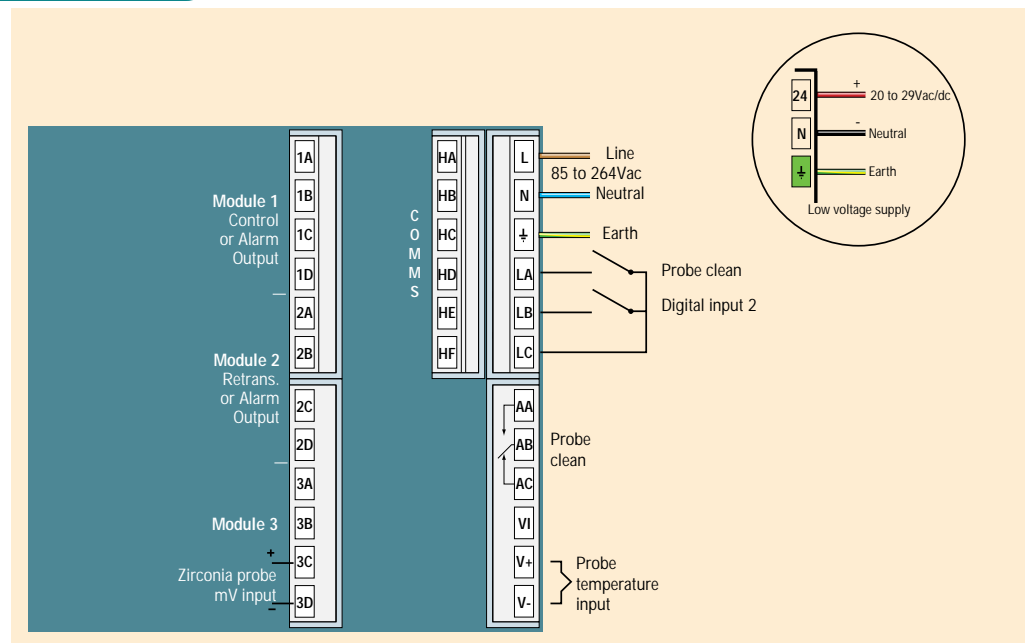 1A
1B
1C
1D
2A
2B
2C
2D
3A
3B
3C
3D
Module 1
Control
or Alarm
Output
Module 2
Retrans.
or Alarm
Output
Module 3
+
Zirconia probe
mV input
-
COMMS
HA
HB
HC
HD
HE
HF
L
N
LA
LB
LC
AA
AB
AC
VI
V+
V-
Line
85 to 264Vac
Neutral
Earth
Probe clean
Digital input 2
Probe
clean
Probe
temperature
input
24
N
+
20 to 29Vac/dc
-
Neutral
Earth
Low voltage supply